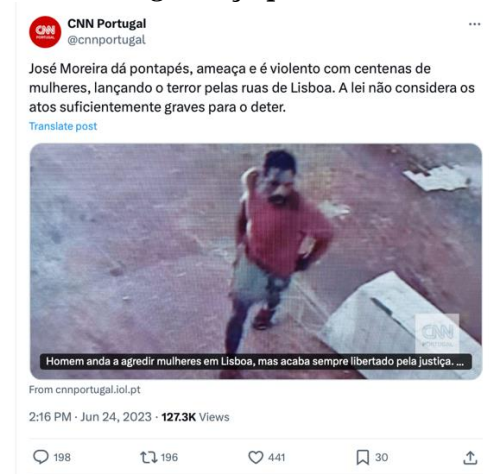 CNN Portugal
@cnnportugal
José Moreira dá pontapés, ameaça e é violento com centenas de
mulheres, lançando o terror pelas ruas de Lisboa. A lei não considera os
atos suficientemente graves para o deter.
Translate post
CNN
Homem anda a agredir mulheres em Lisboa, mas acaba sempre libertado pela justiça. ...
From cnnportugal.iol.pt
2:16 PM · Jun 24, 2023 · 127.3K Views
198 196 441 30